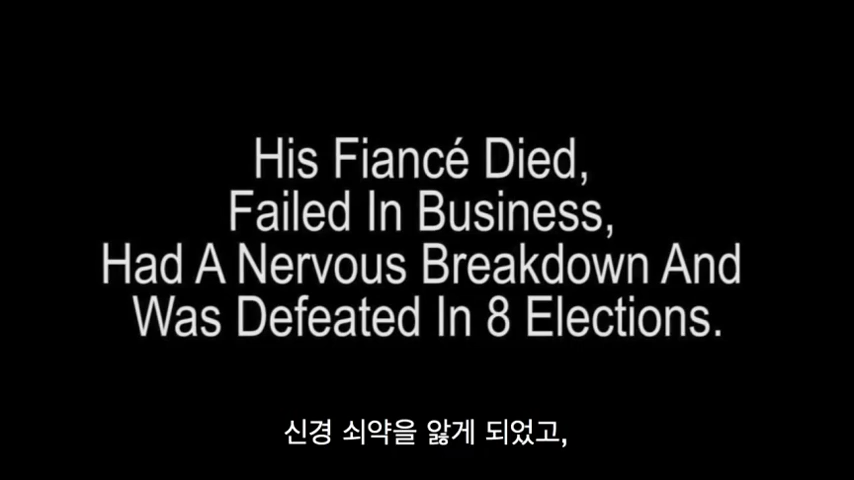 His Fiancé Died,
Failed In Business,
Had A Nervous Breakdown And
Was Defeated In 8 Elections.
신경 쇠약을 앓게 되었고,